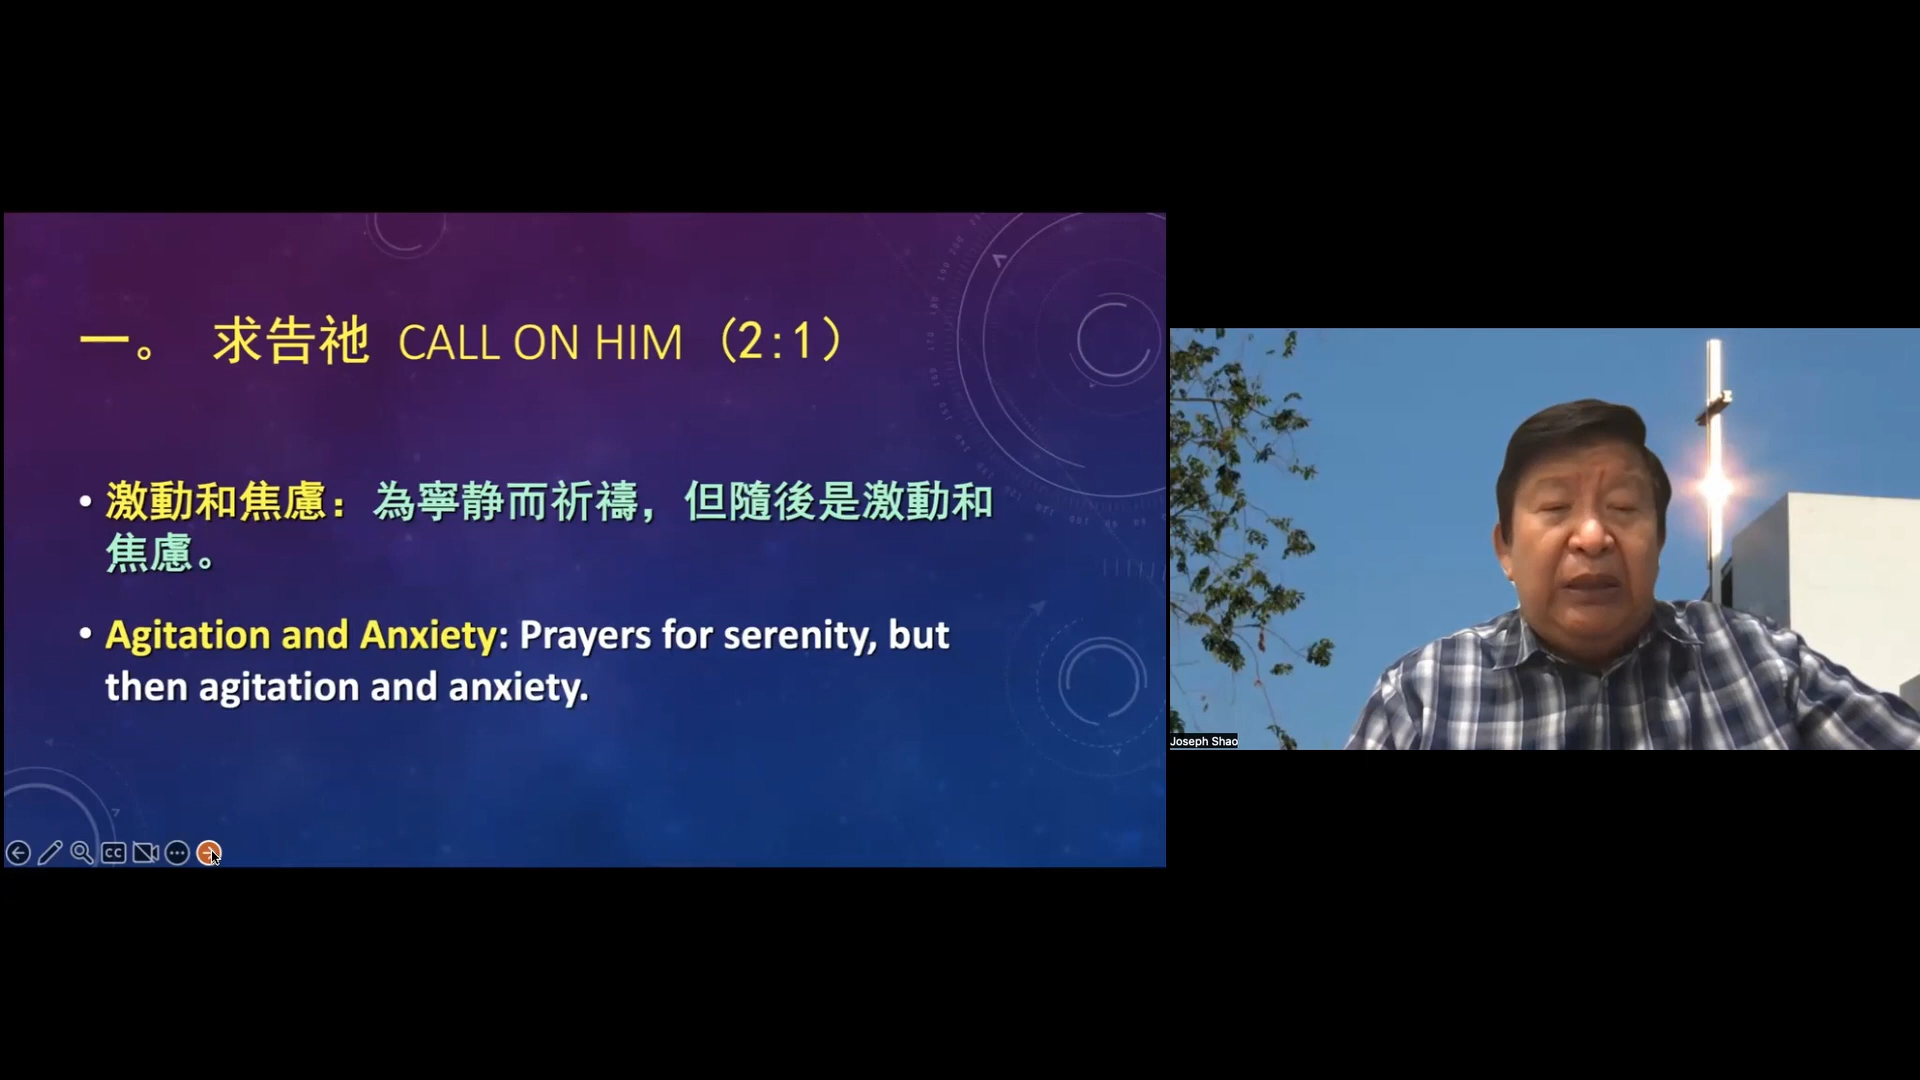 一。 求告祂 CALL ON HIM （2:1）
• 激動和焦慮：為寧静而祈禱，但隨後是激動和
焦慮。
• Agitation and Anxiety: Prayers for serenity, but
then agitation and anxiety.
CC
Joseph Shao